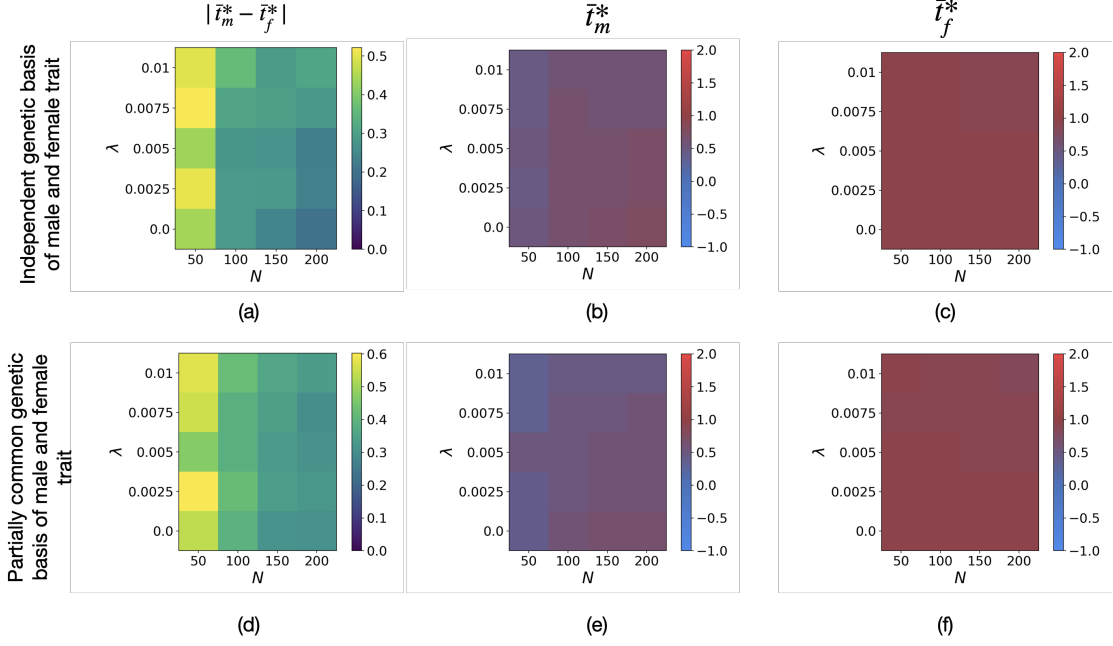 | t̄*m − t̄*f |
t̄*m
t̄*f
Independent genetic basis
of male and female trait
λ
0.01
0.0075
0.005
0.0025
0.0
50 100 150 200
N
0.5
0.4
0.3
0.2
0.1
0.0
(a)
λ
0.01
0.0075
0.005
0.0025
0.0
50 100 150 200
N
2.0
1.5
1.0
0.5
0.0
−0.5
−1.0
(b)
λ
0.01
0.0075
0.005
0.0025
0.0
50 100 150 200
N
2.0
1.5
1.0
0.5
0.0
−0.5
−1.0
(c)
Partially common genetic
basis of male and female
trait
λ
0.01
0.0075
0.005
0.0025
0.0
50 100 150 200
N
0.6
0.5
0.4
0.3
0.2
0.1
0.0
(d)
λ
0.01
0.0075
0.005
0.0025
0.0
50 100 150 200
N
2.0
1.5
1.0
0.5
0.0
−0.5
−1.0
(e)
λ
0.01
0.0075
0.005
0.0025
0.0
50 100 150 200
N
2.0
1.5
1.0
0.5
0.0
−0.5
−1.0
(f)